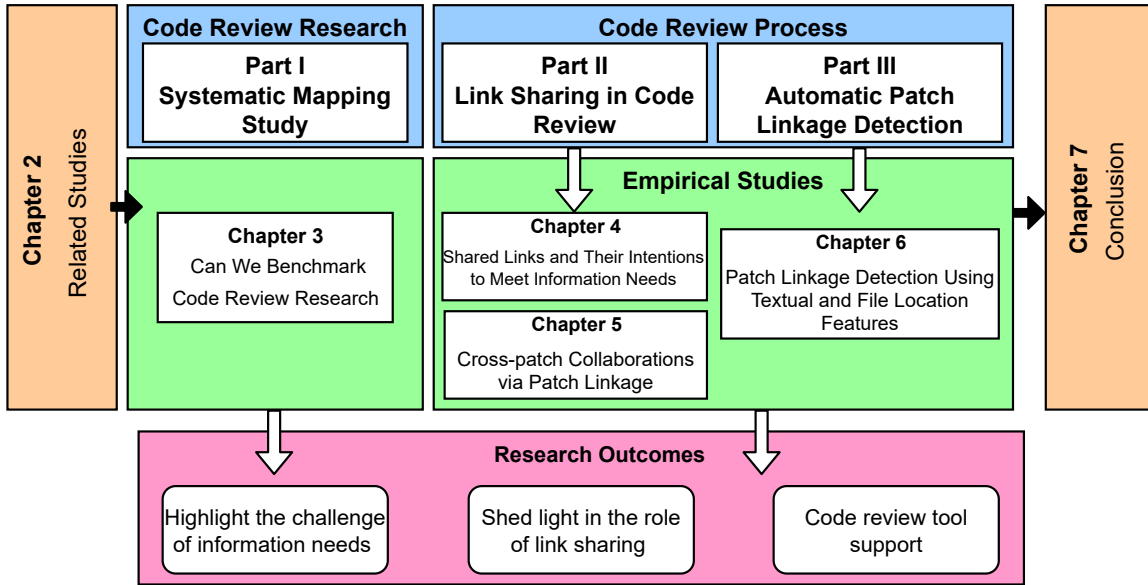 Chapter 2
Related Studies
Code Review Research
Part I
Systematic Mapping
Study
Code Review Process
Part II
Link Sharing in Code
Review
Part III
Automatic Patch
Linkage Detection
Chapter 3
Can We Benchmark
Code Review Research
Empirical Studies
Chapter 4
Shared Links and Their Intentions
to Meet Information Needs
Chapter 5
Cross-patch Collaborations
via Patch Linkage
Chapter 6
Patch Linkage Detection Using
Textual and File Location
Features
Chapter 7
Conclusion
Research Outcomes
Highlight the challenge
of information needs
Shed light in the role
of link sharing
Code review tool
support